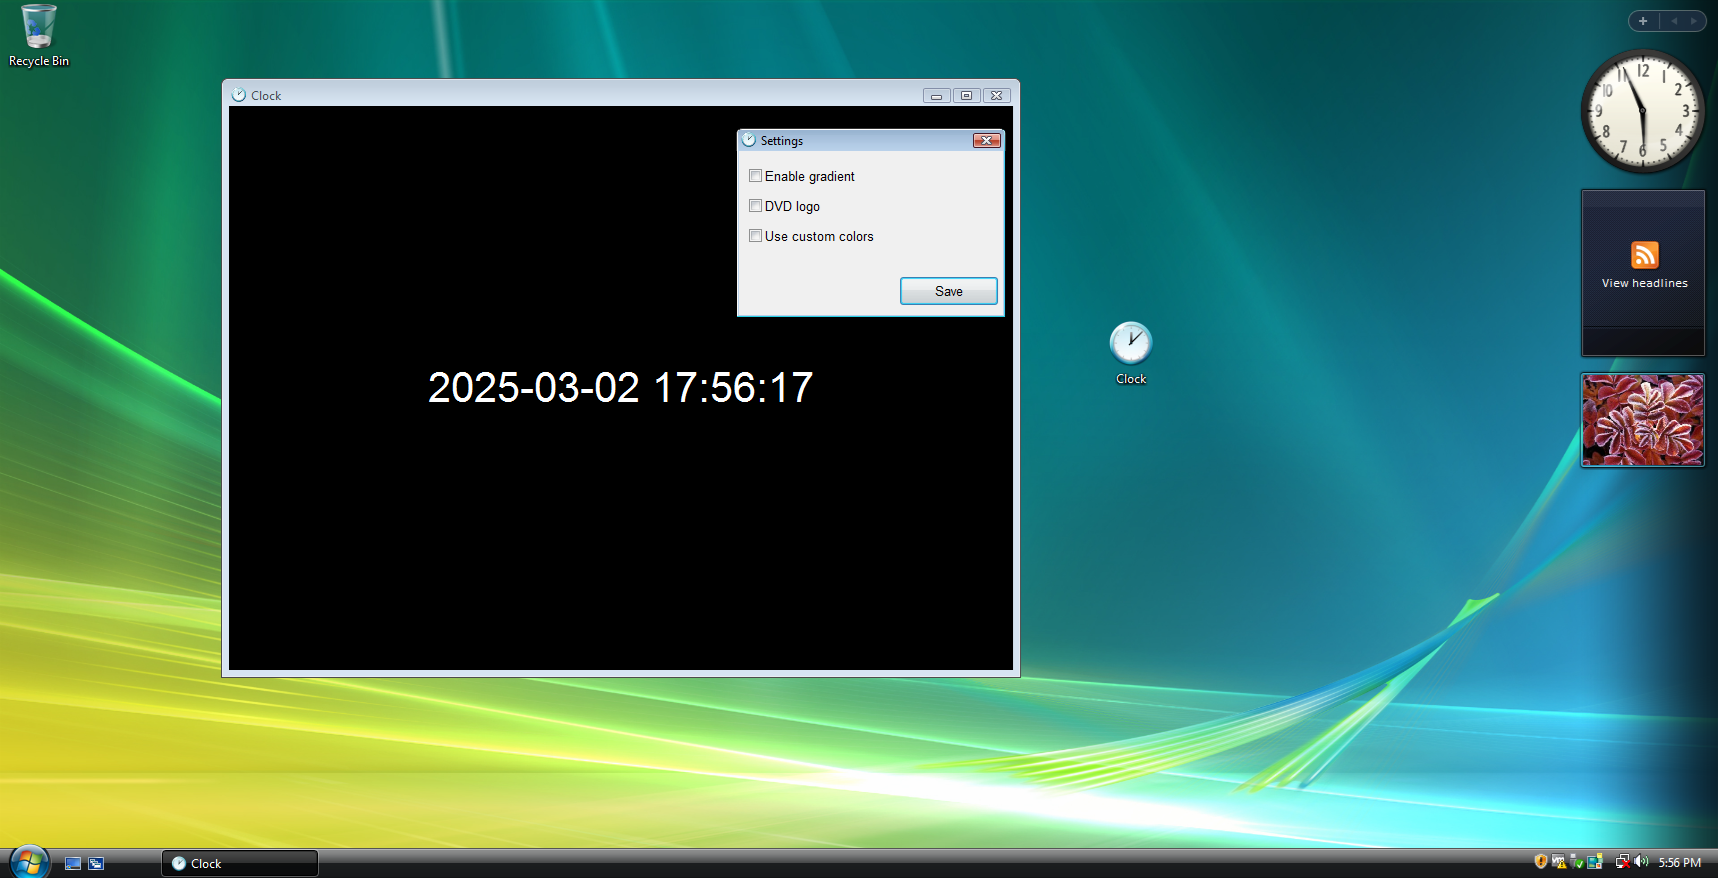 Recycle Bin
Clock
Settings
Enable gradient
DVD logo
Use custom colors
Save
2025-03-02 17:56:17
Clock
12
1
2
3
4
5
6
7
8
9
10
11
View headlines
Clock
5:56 PM